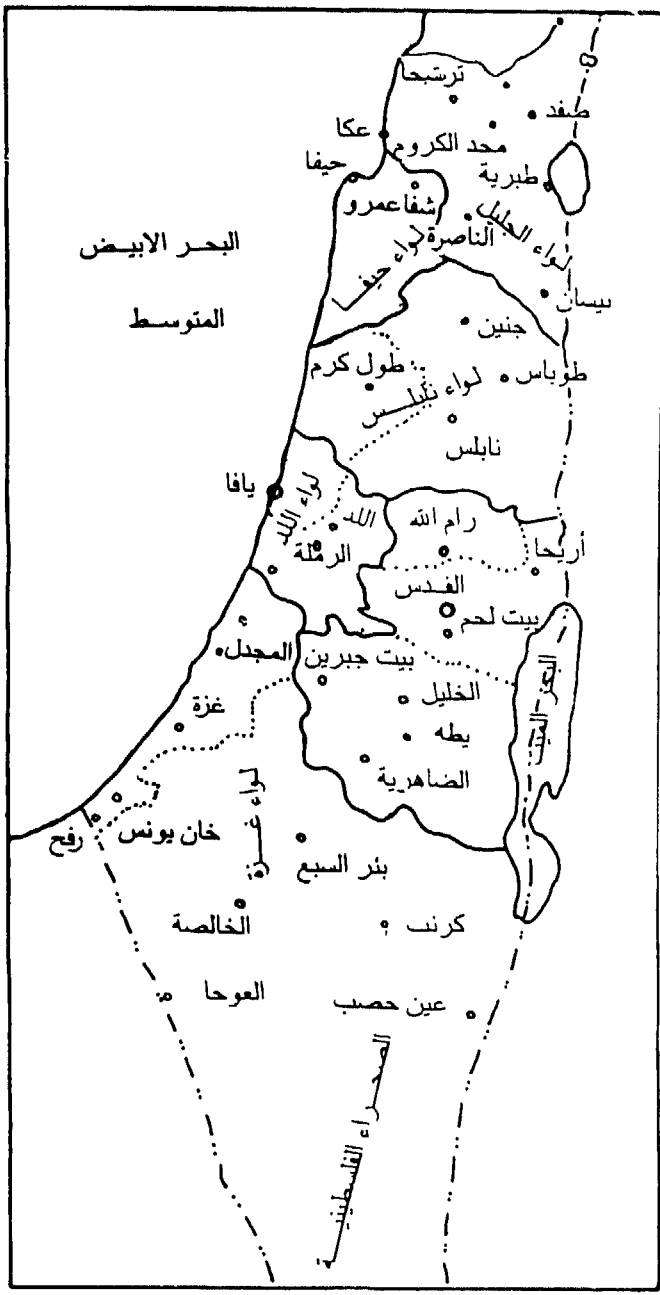 ترشيحا
صفد
عكا
مجد الكروم
حيفا
طبرية
شفاعمرو
الناصرة
لواء الجليل
لواء حيفا
البحر الابيض
المتوسط
بيسان
جنين
طول كرم
طوباس
لواء نابلس
نابلس
يافا
لواء اللد
اللد
رام الله
الرملة
أريحا
القدس
بيت لحم
المجدل
بيت جبرين
البحر الميت
الخليل
غزة
يطه
الضاهرية
لواء غزة
خان يونس
رفح
بئر السبع
الخالصة
كرنب
العوجا
عين حصب
الصحراء الفلسطينية